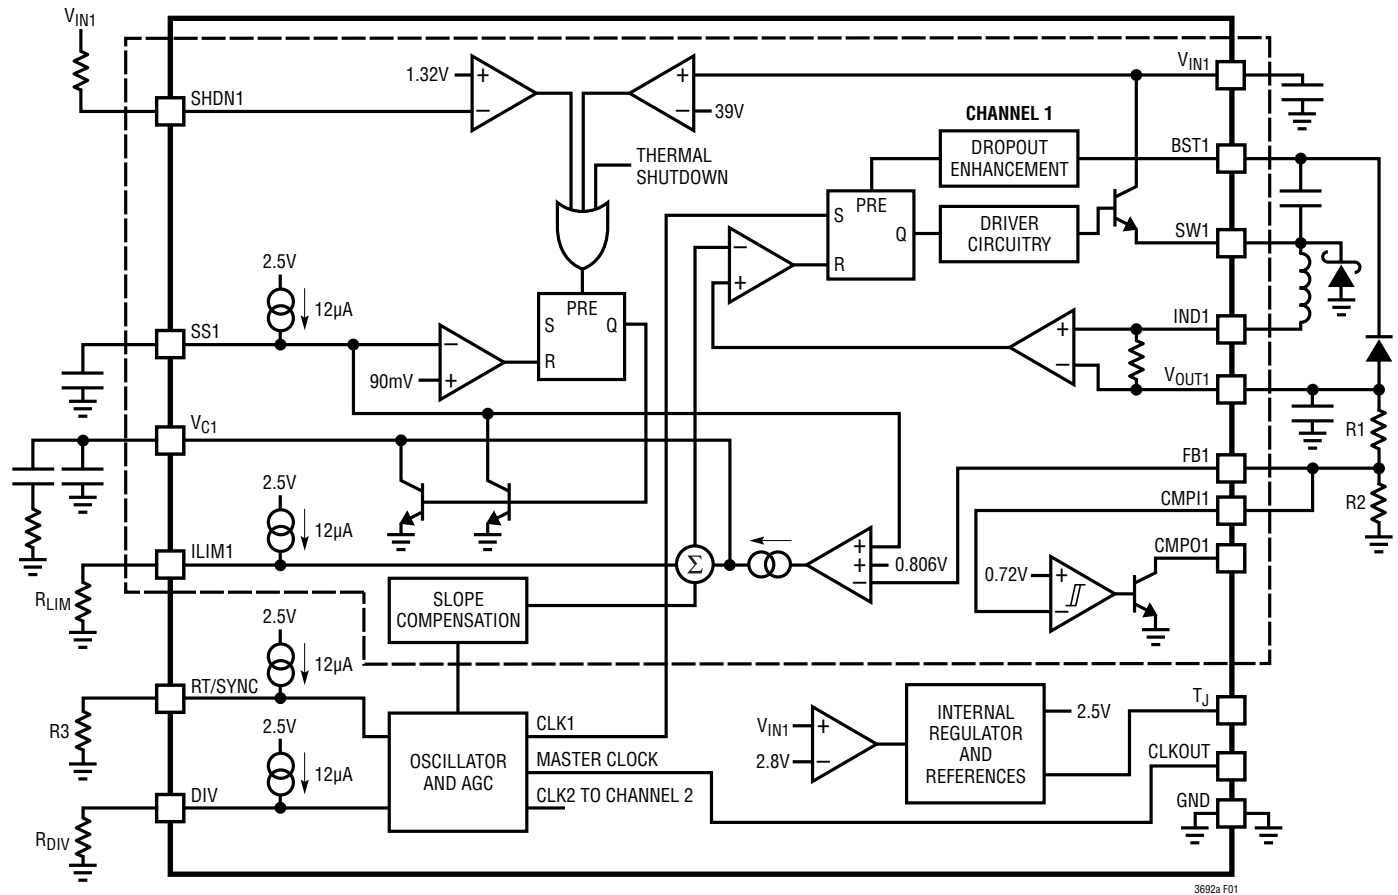 VIN1
SHDN1
1.32V
+
−
+
−
39V
VIN1
CHANNEL 1
DROPOUT
ENHANCEMENT
BST1
THERMAL
SHUTDOWN
S
PRE
Q
R
DRIVER
CIRCUITRY
SW1
−
+
2.5V
12µA
SS1
−
+
90mV
S
PRE
Q
R
IND1
+
−
VOUT1
VC1
R1
FB1
R2
CMPI1
2.5V
12µA
ILIM1
RLIM
Σ
+
+
−
0.806V
CMPO1
0.72V
+
−
SLOPE
COMPENSATION
2.5V
12µA
RT/SYNC
R3
2.5V
12µA
DIV
RDIV
OSCILLATOR
AND AGC
CLK1
MASTER CLOCK
CLK2 TO CHANNEL 2
VIN1
+
2.8V
−
INTERNAL
REGULATOR
AND
REFERENCES
2.5V
TJ
CLKOUT
GND
3692a F01